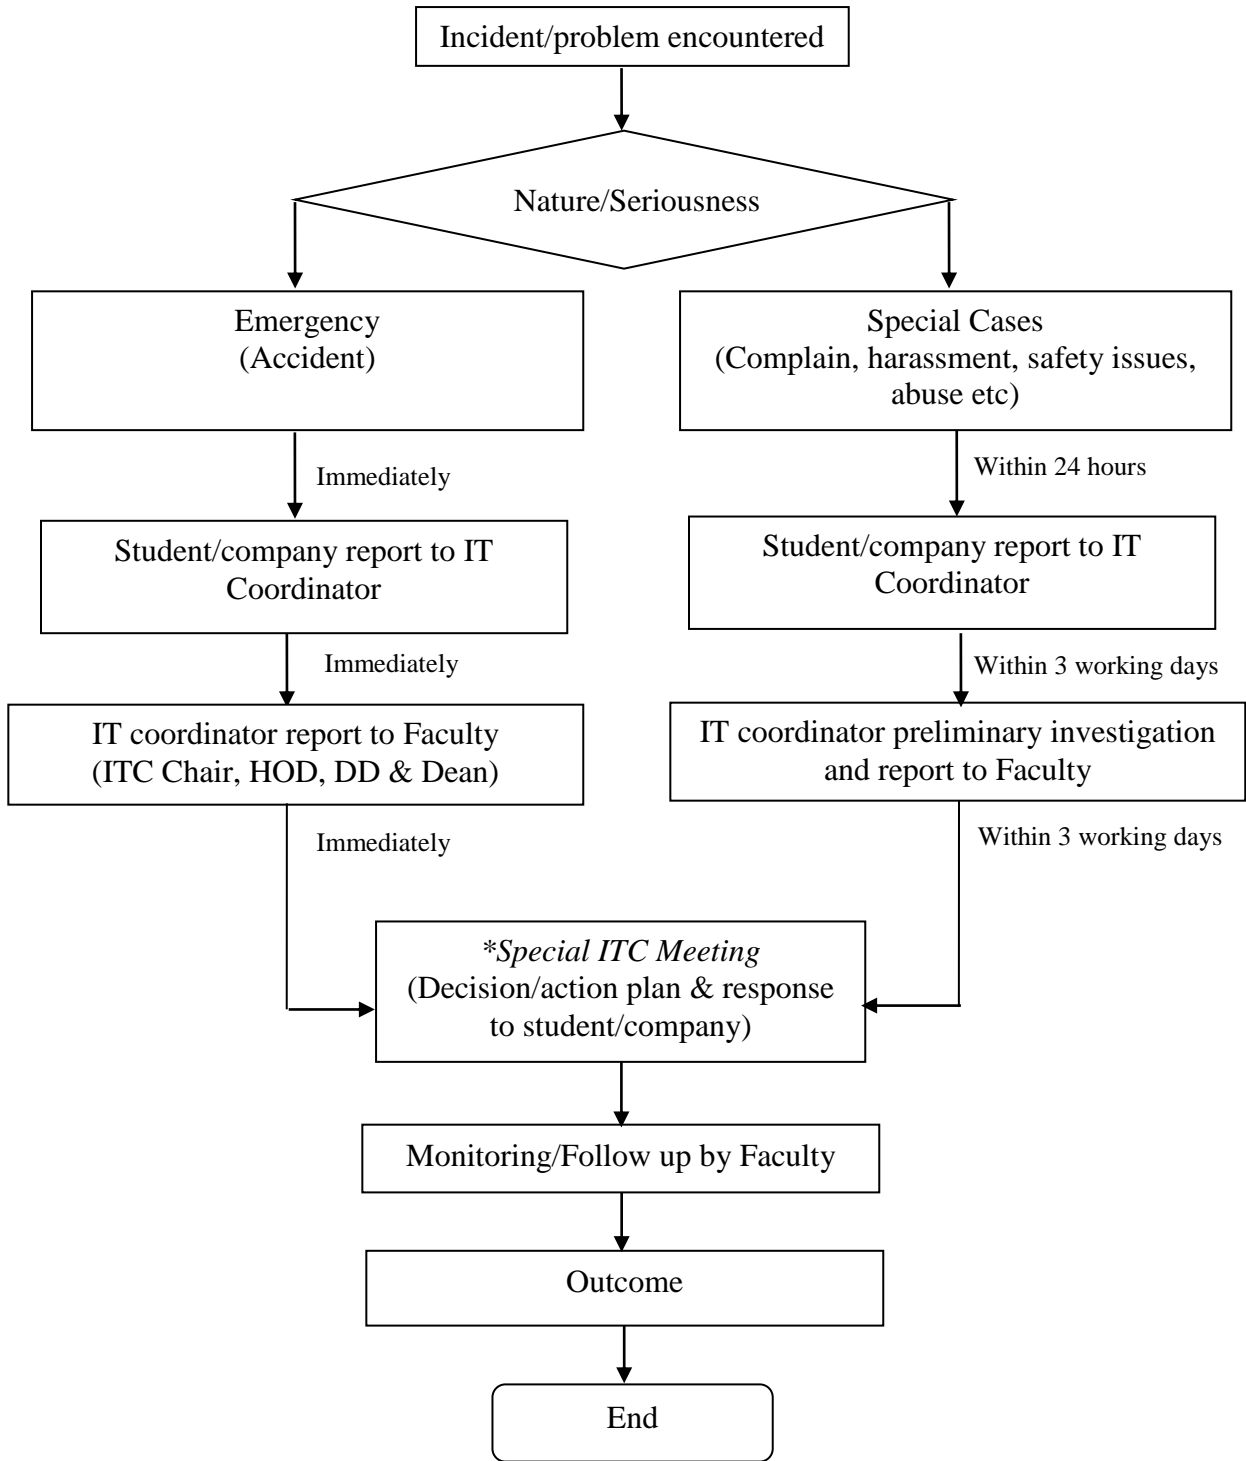 Incident/problem encountered
Nature/Seriousness
Emergency
(Accident)
Special Cases
(Complain, harassment, safety issues,
abuse etc)
Immediately
Within 24 hours
Student/company report to IT
Coordinator
Student/company report to IT
Coordinator
Immediately
Within 3 working days
IT coordinator report to Faculty
(ITC Chair, HOD, DD & Dean)
IT coordinator preliminary investigation
and report to Faculty
Immediately
Within 3 working days
*Special ITC Meeting
(Decision/action plan & response
to student/company)
Monitoring/Follow up by Faculty
Outcome
End